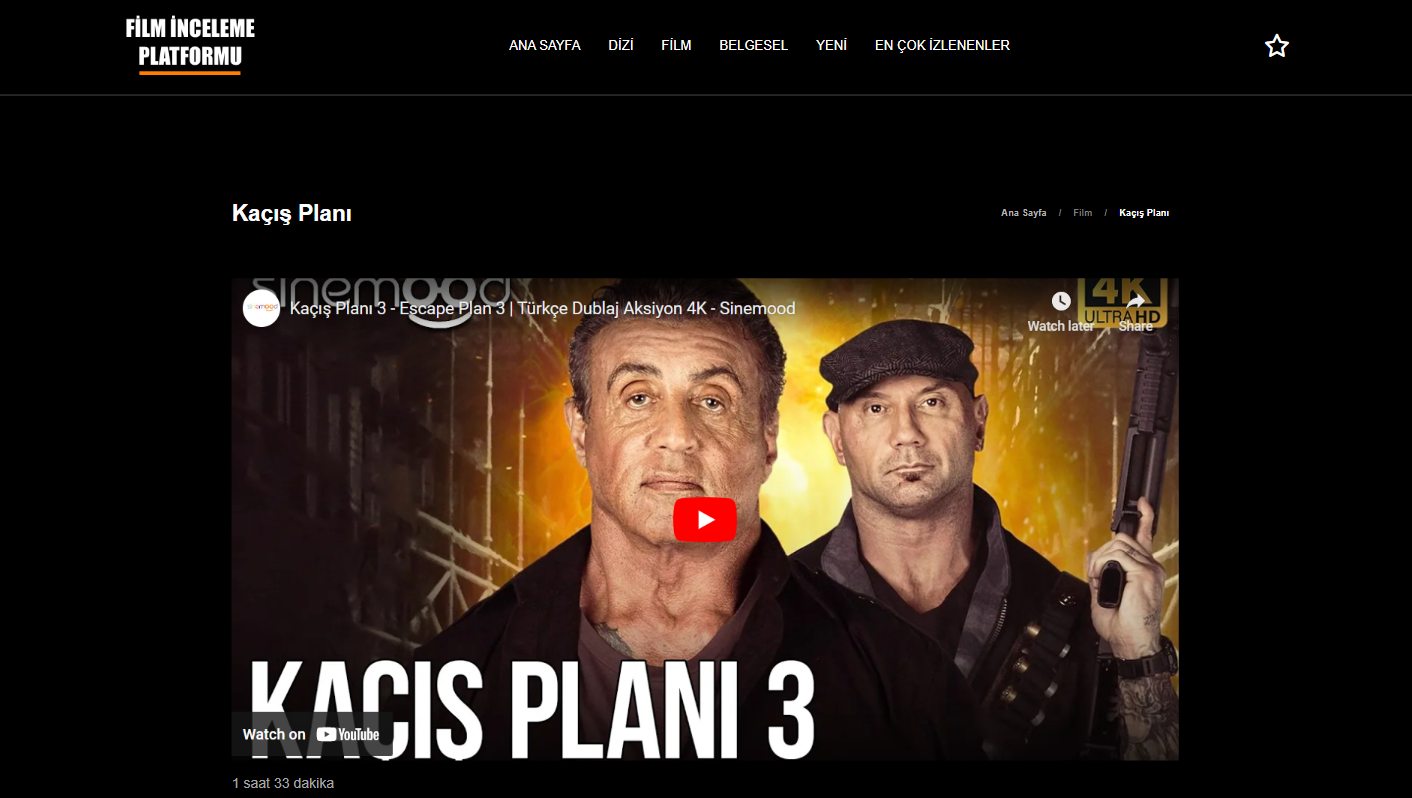 FİLM İNCELEME
PLATFORMU
ANA SAYFA DİZİ FİLM BELGESEL YENİ EN ÇOK İZLENENLER
Kaçış Planı
Ana Sayfa / Film / Kaçış Planı
sinemood
4K
ULTRA HD
sinemood
Kaçış Planı 3 - Escape Plan 3 | Türkçe Dublaj Aksiyon 4K - Sinemood
Watch later Share
KAÇIŞ PLANI 3
Watch on YouTube
1 saat 33 dakika